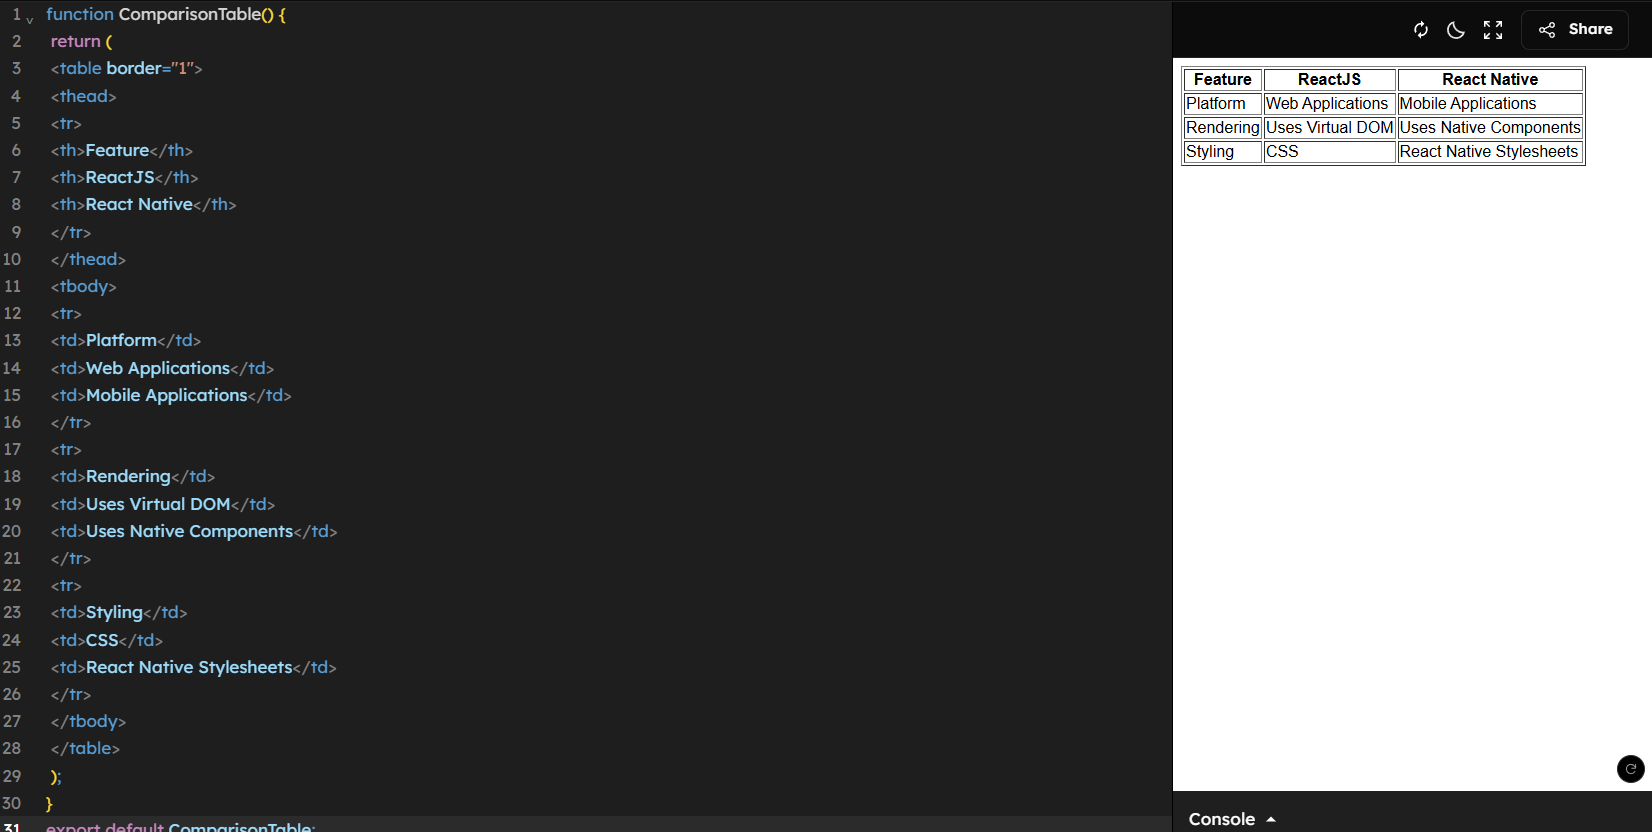 1 function ComparisonTable() {
2 return (
3 <table border="1">
4 <thead>
5 <tr>
6 <th>Feature</th>
7 <th>ReactJS</th>
8 <th>React Native</th>
9 </tr>
10 </thead>
11 <tbody>
12 <tr>
13 <td>Platform</td>
14 <td>Web Applications</td>
15 <td>Mobile Applications</td>
16 </tr>
17 <tr>
18 <td>Rendering</td>
19 <td>Uses Virtual DOM</td>
20 <td>Uses Native Components</td>
21 </tr>
22 <tr>
23 <td>Styling</td>
24 <td>CSS</td>
25 <td>React Native Stylesheets</td>
26 </tr>
27 </tbody>
28 </table>
29 );
30 }
31 export default ComparisonTable;
Share
Feature ReactJS React Native
Platform Web Applications Mobile Applications
Rendering Uses Virtual DOM Uses Native Components
Styling CSS React Native Stylesheets
Console